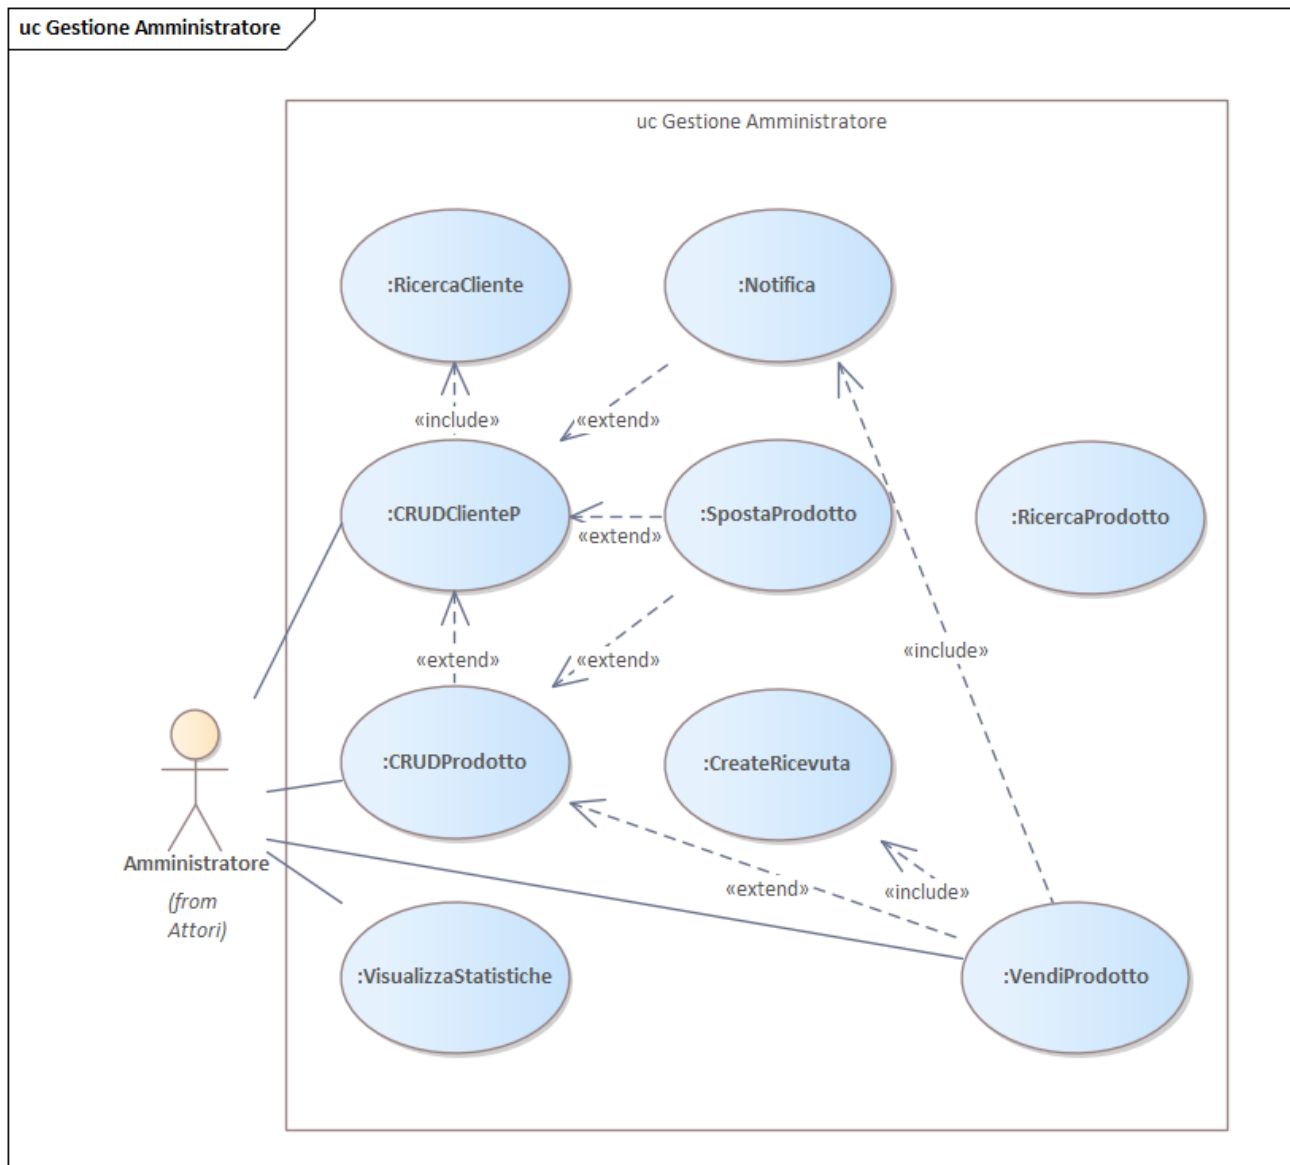 uc Gestione Amministratore
uc Gestione Amministratore
:RicercaCliente
:Notifica
«include»
«extend»
:CRUDClienteP
:SpostaProdotto
:RicercaProdotto
«extend»
«include»
«extend»
«extend»
:CRUDProdotto
:CreateRicevuta
Amministratore
(from
Attori)
«extend»
«include»
:VisualizzaStatistiche
:VendiProdotto